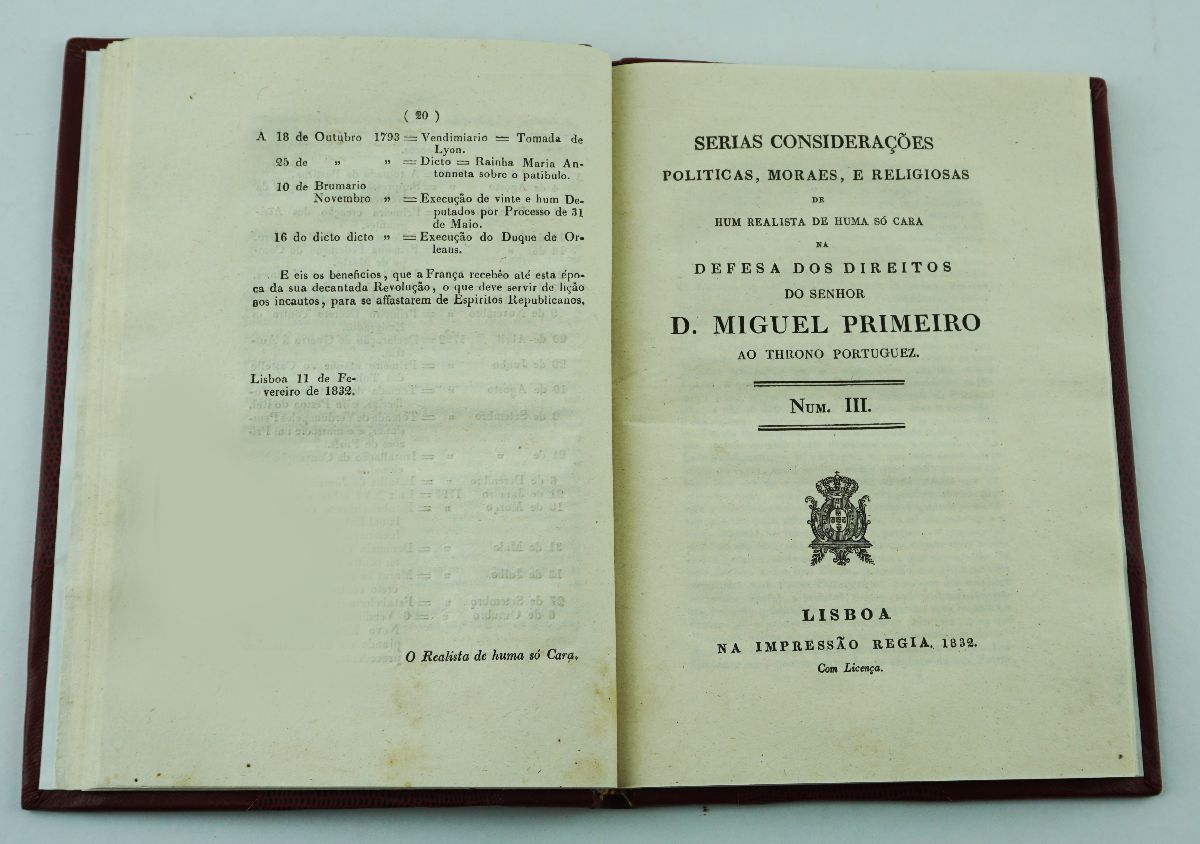 ( 20 )
A 18 de Outubro 1793 = Vendimiario = Tomada de
Lyon.
25 de „ „ = Dicto = Rainha Maria An-
tonneta sobre o patibulo.
10 de Brumario
Novembro „ = Execução de vinte e hum De-
putados por Processo de 31
de Maio.
16 do dicto dicto „ = Execução do Duque de Or-
leans.
E eis os beneficios, que a França recebêo até esta épo-
ca da sua decantada Revolução, o que deve servir de lição
aos incautos, para se affastarem de Espiritos Republicanos.
Lisboa 11 de Fe-
vereiro de 1832.
O Realista de huma só Cara.
SERIAS CONSIDERAÇÕES
POLITICAS, MORAES, E RELIGIOSAS
DE
HUM REALISTA DE HUMA SÓ CARA
NA
DEFESA DOS DIREITOS
DO SENHOR
D. MIGUEL PRIMEIRO
AO THRONO PORTUGUEZ.
NUM. III.
LISBOA
NA IMPRESSÃO REGIA. 1832.
Com Licença.